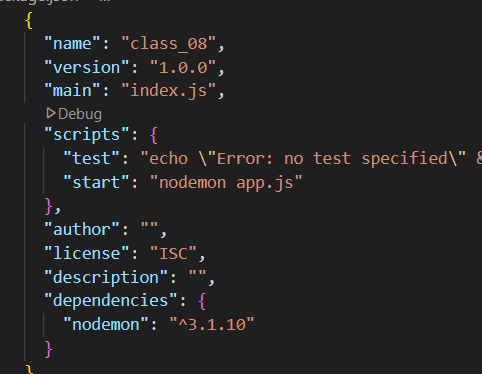 {
"name": "class_08",
"version": "1.0.0",
"main": "index.js",
Debug
"scripts": {
"test": "echo \"Error: no test specified\" &
"start": "nodemon app.js"
},
"author": "",
"license": "ISC",
"description": "",
"dependencies": {
"nodemon": "^3.1.10"
}
}